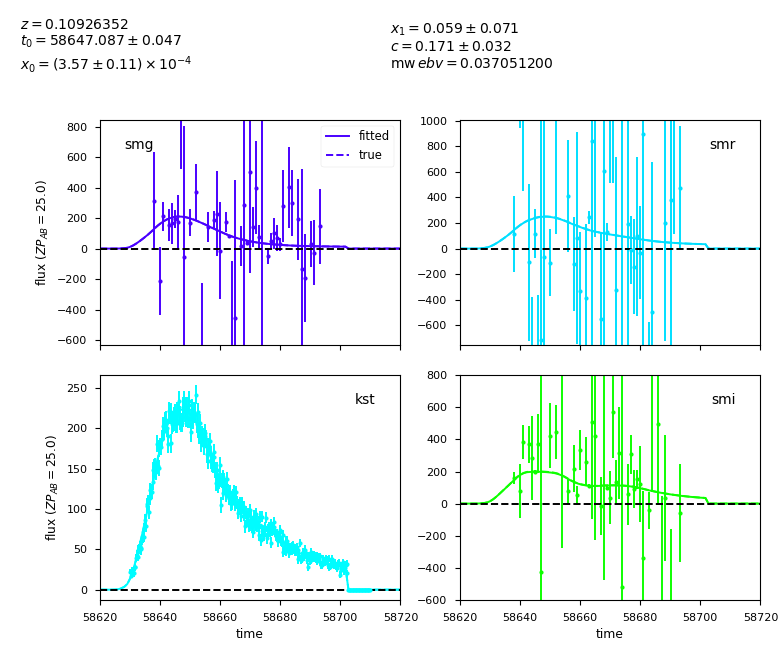 z = 0.10926352
t₀ = 58647.087 ± 0.047
x₀ = (3.57 ± 0.11) × 10⁻⁴
x₁ = 0.059 ± 0.071
c = 0.171 ± 0.032
mw ebv = 0.037051200
smg
fitted
true
800
600
400
200
0
−200
−400
−600
flux (ZP_AB = 25.0)
smr
1000
800
600
400
200
0
−200
−400
−600
kst
250
200
150
100
50
0
flux (ZP_AB = 25.0)
58620 58640 58660 58680 58700 58720
time
smi
800
600
400
200
0
−200
−400
−600
58620 58640 58660 58680 58700 58720
time